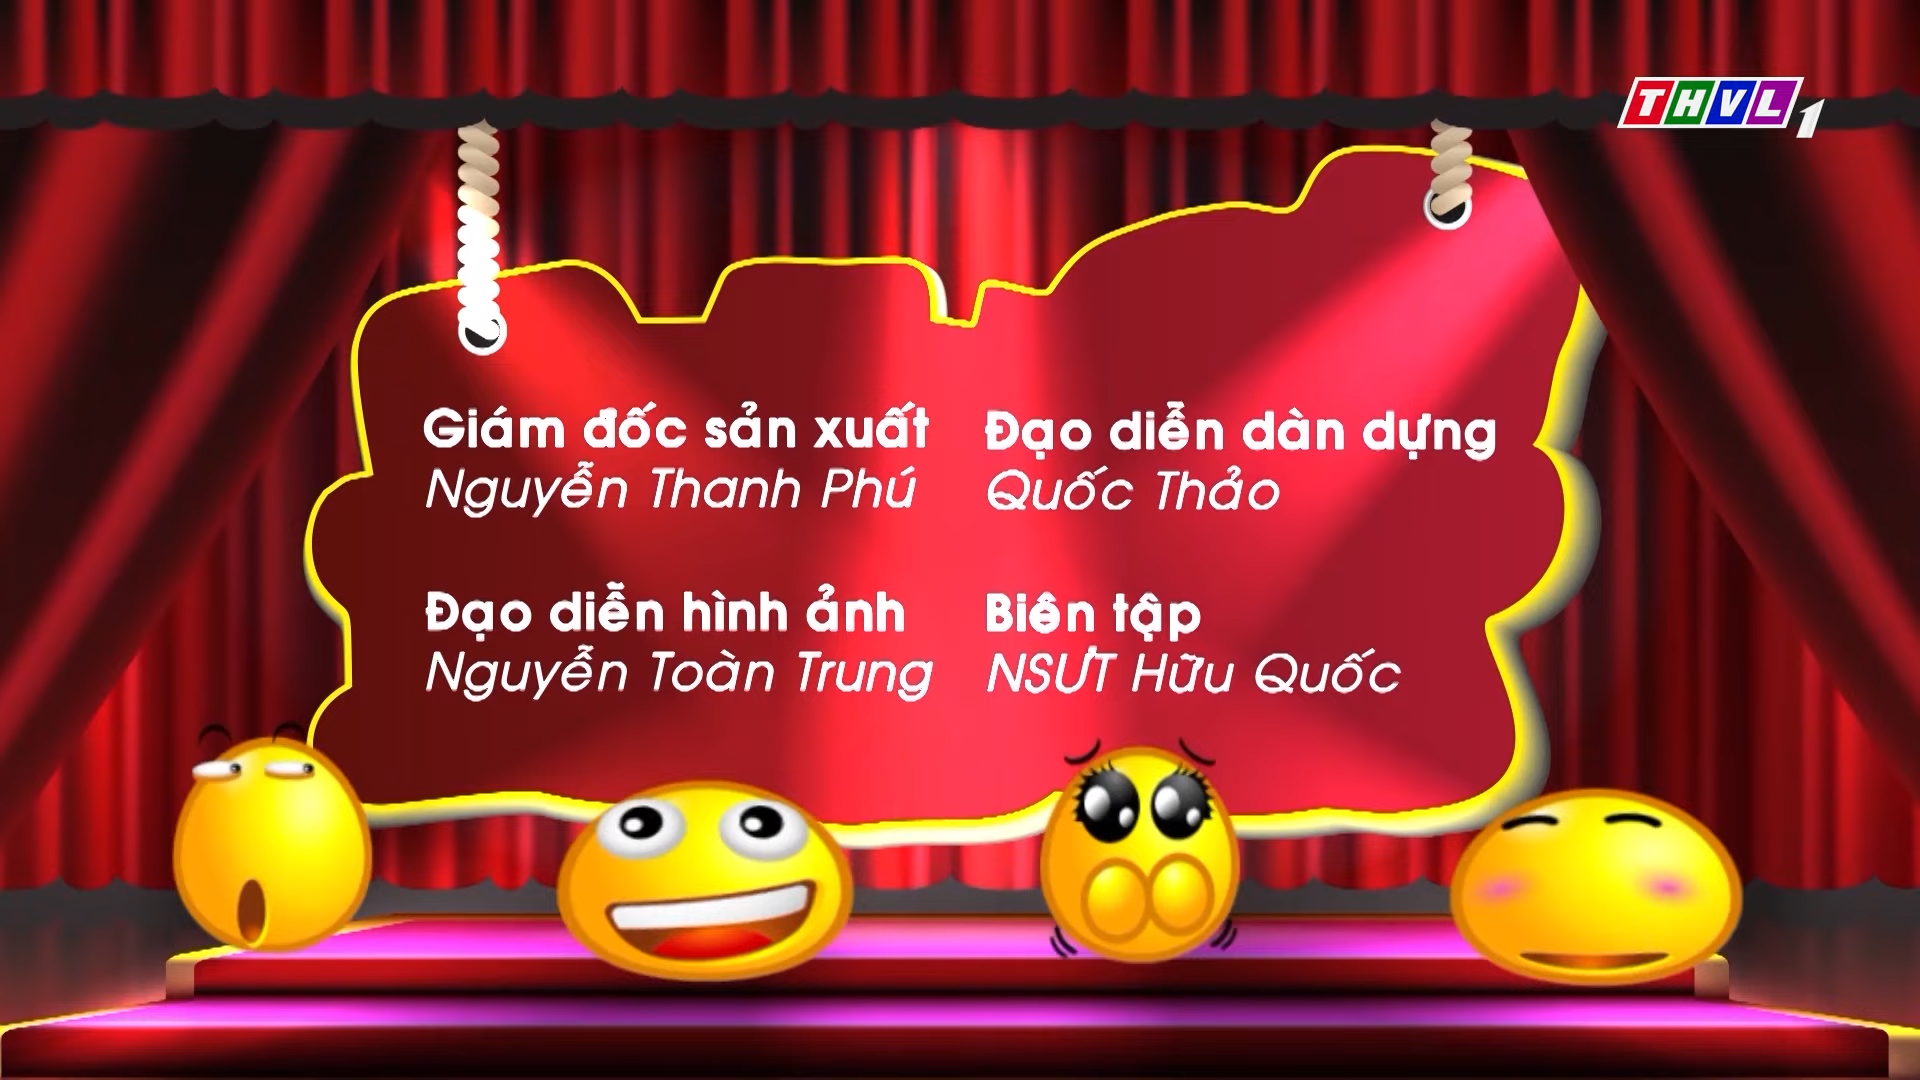 THVL1
Giám đốc sản xuất
Nguyễn Thanh Phú
Đạo diễn dàn dựng
Quốc Thảo
Đạo diễn hình ảnh
Nguyễn Toàn Trung
Biên tập
NSƯT Hữu Quốc